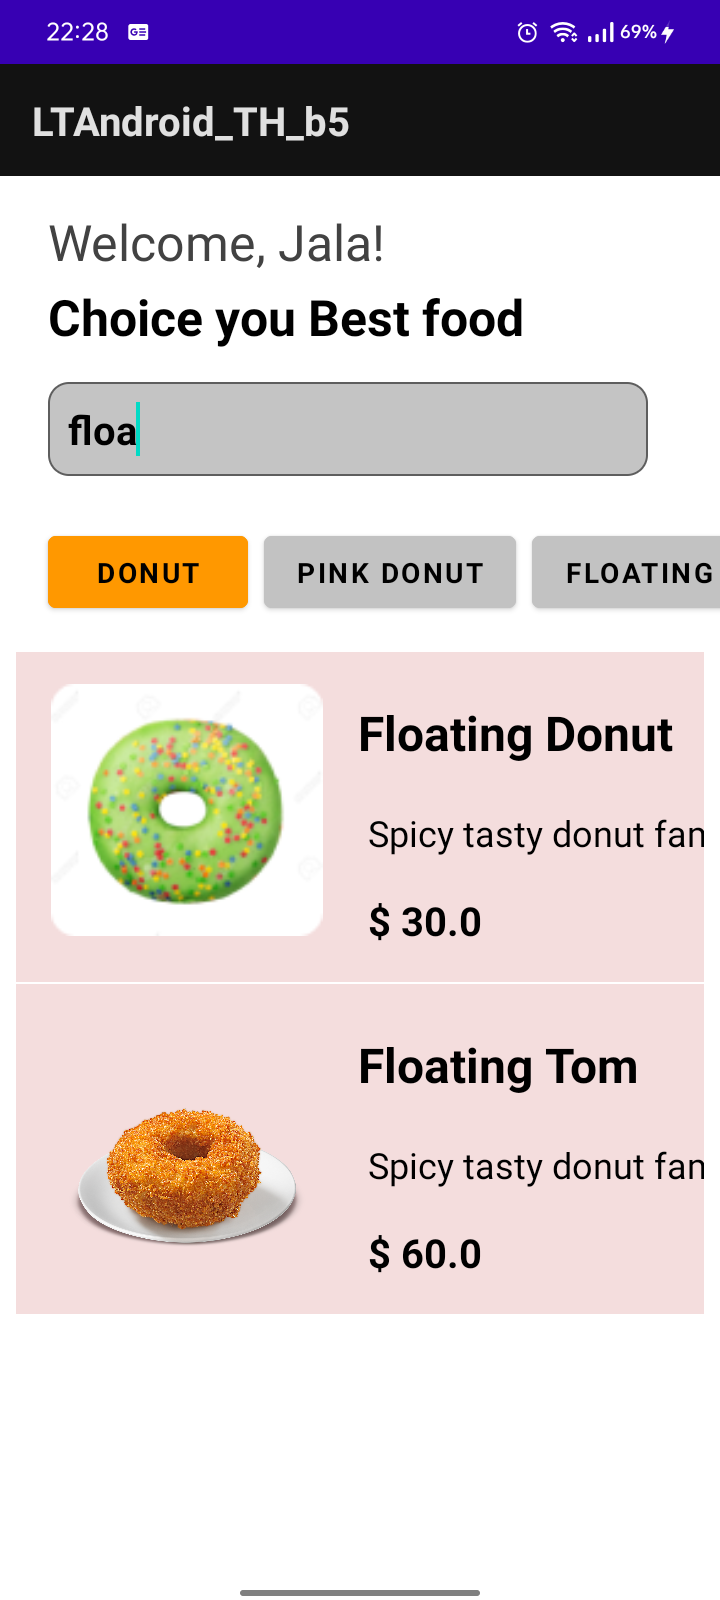 22:28 GE 69%
LTAndroid_TH_b5
Welcome, Jala!
Choice you Best food
floa
DONUT PINK DONUT FLOATING
Floating Donut
Spicy tasty donut fan
$ 30.0
Floating Tom
Spicy tasty donut fan
$ 60.0